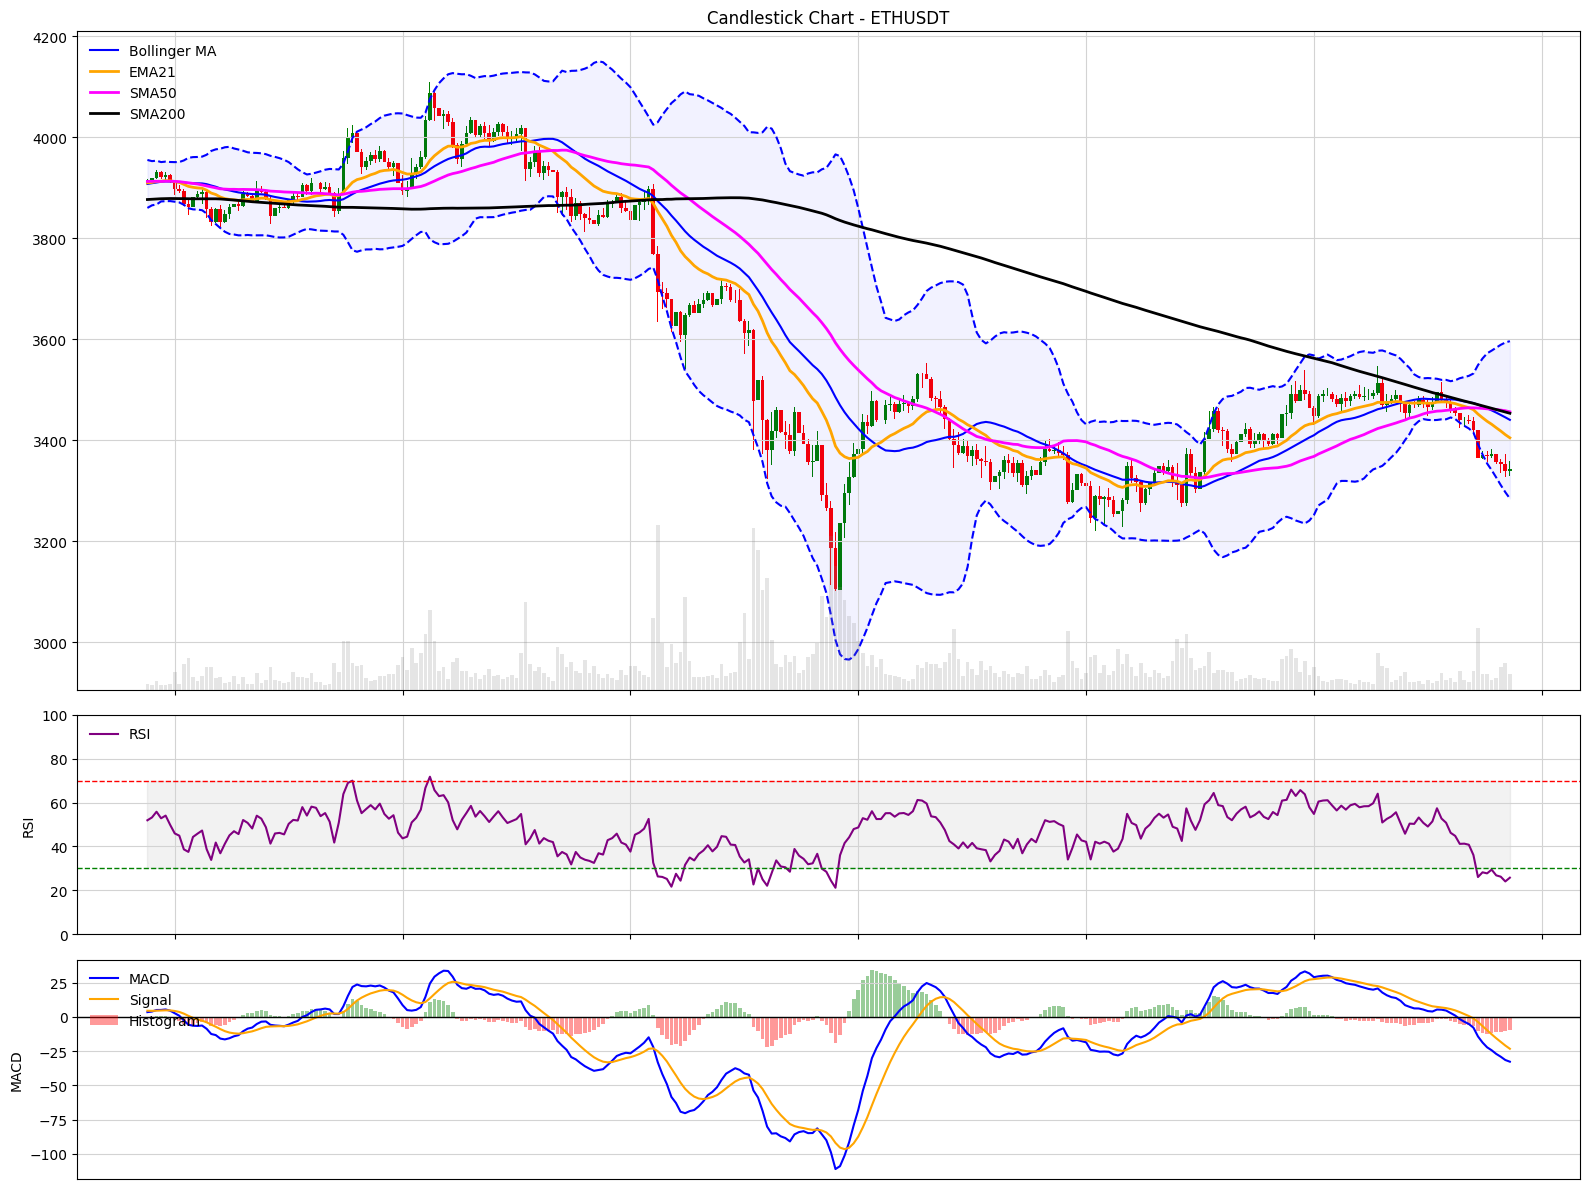 Candlestick Chart - ETHUSDT
4200
4000
3800
3600
3400
3200
3000
Bollinger MA
EMA21
SMA50
SMA200
100
80
60
40
20
0
RSI
RSI
25
0
−25
−50
−75
−100
MACD
MACD
Signal
Histogram